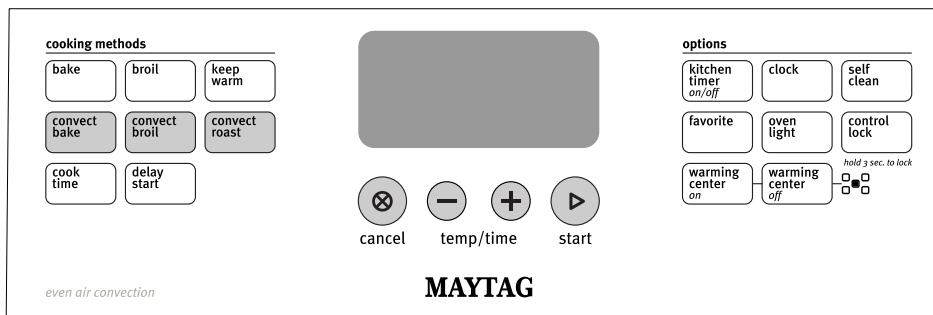 cooking methods
bake
broil
keep
warm
convect
bake
convect
broil
convect
roast
cook
time
delay
start
even air convection
cancel
temp/time
start
MAYTAG
options
kitchen
timer
on/off
clock
self
clean
favorite
oven
light
control
lock
hold 3 sec. to lock
warming
center
on
warming
center
off